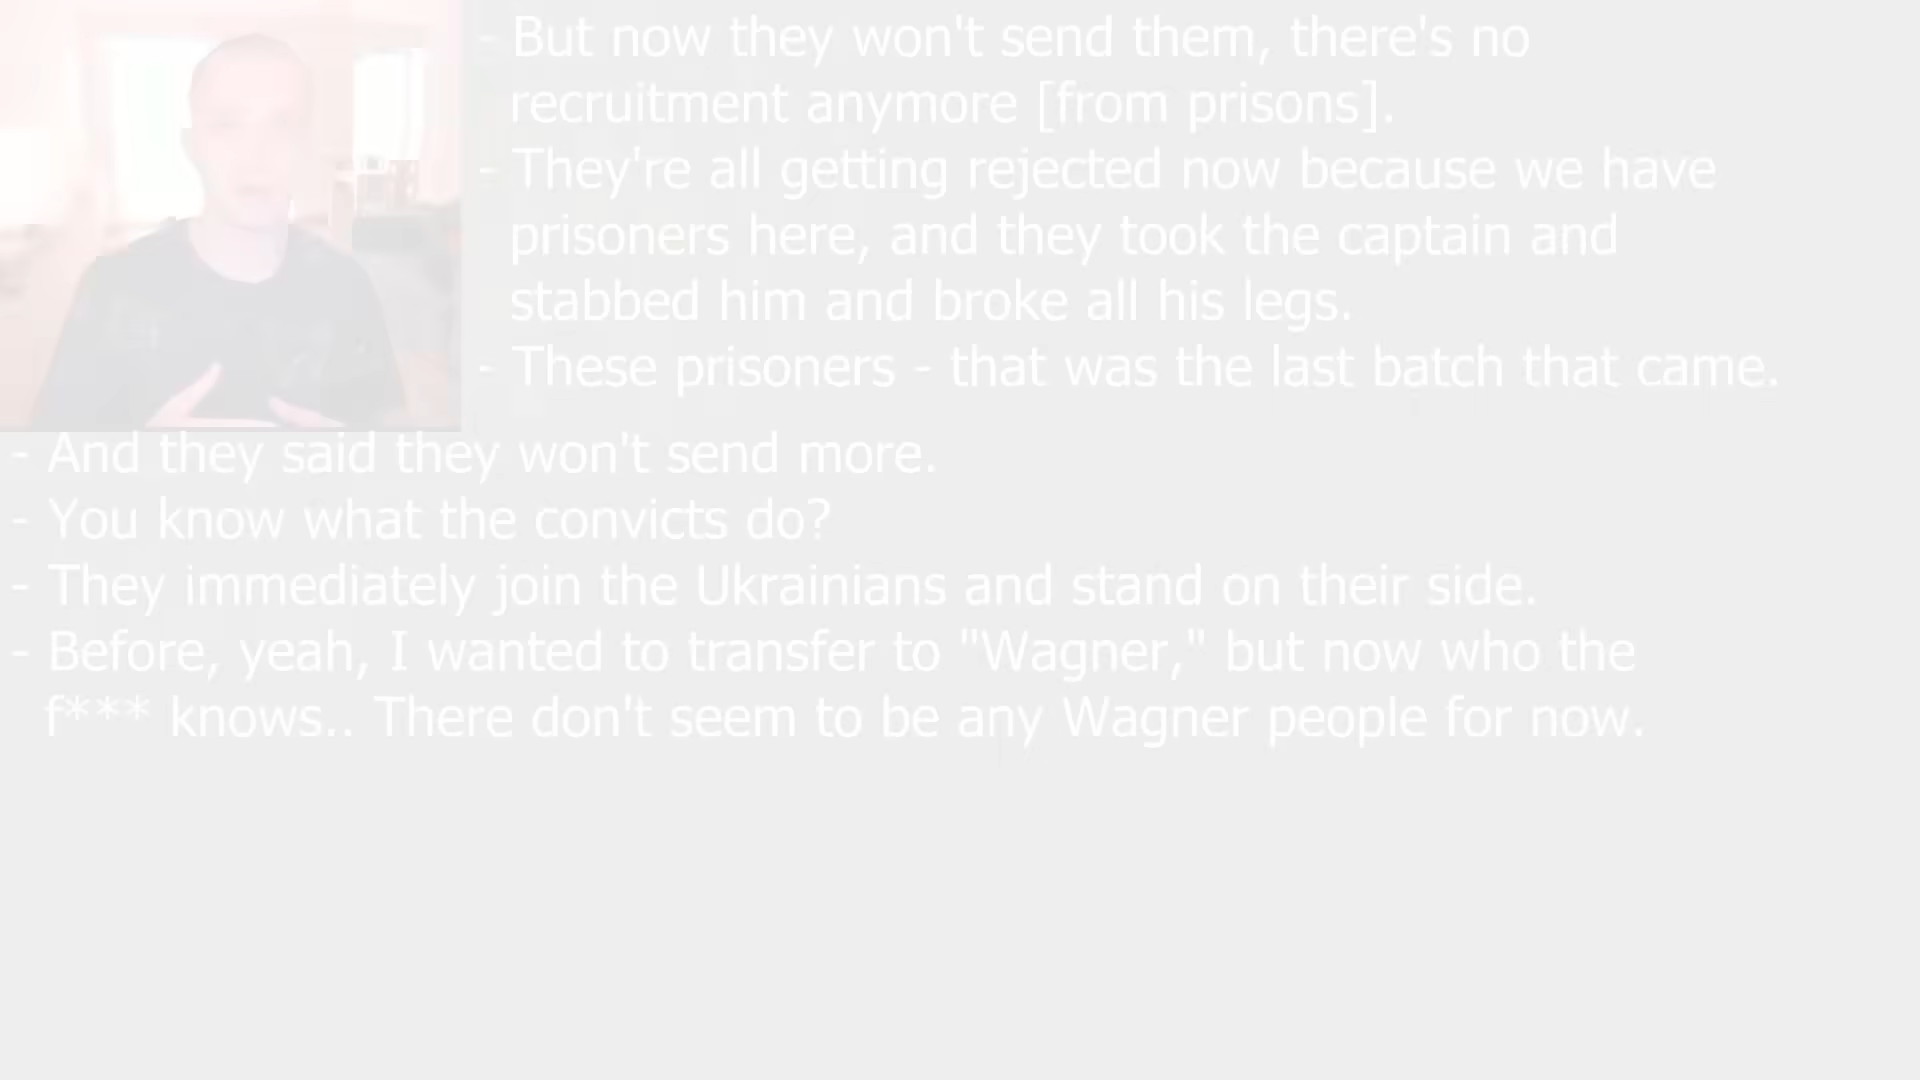 - But now they won't send them, there's no
recruitment anymore [from prisons].
- They're all getting rejected now because we have
prisoners here, and they took the captain and
stabbed him and broke all his legs.
- These prisoners - that was the last batch that came.
- And they said they won't send more.
- You know what the convicts do?
- They immediately join the Ukrainians and stand on their side.
- Before, yeah, I wanted to transfer to "Wagner," but now who the
f*** knows.. There don't seem to be any Wagner people for now.